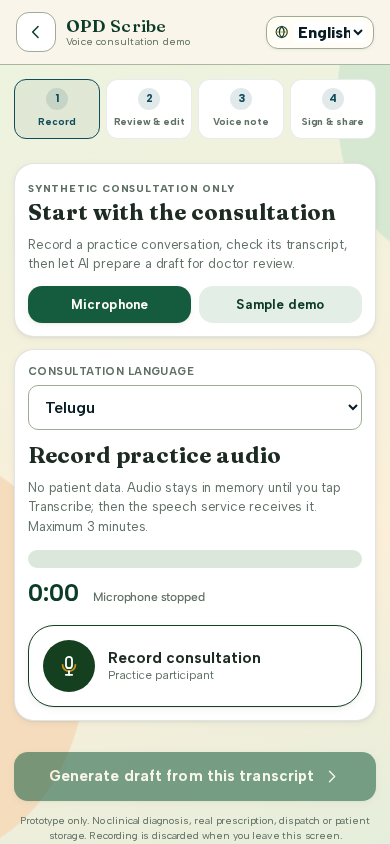 OPD Scribe
Voice consultation demo
English
1
Record
2
Review & edit
3
Voice note
4
Sign & share
SYNTHETIC CONSULTATION ONLY
Start with the consultation
Record a practice conversation, check its transcript,
then let AI prepare a draft for doctor review.
Microphone
Sample demo
CONSULTATION LANGUAGE
Telugu
Record practice audio
No patient data. Audio stays in memory until you tap
Transcribe; then the speech service receives it.
Maximum 3 minutes.
0:00 Microphone stopped
Record consultation
Practice participant
Generate draft from this transcript
Prototype only. No clinical diagnosis, real prescription, dispatch or patient
storage. Recording is discarded when you leave this screen.